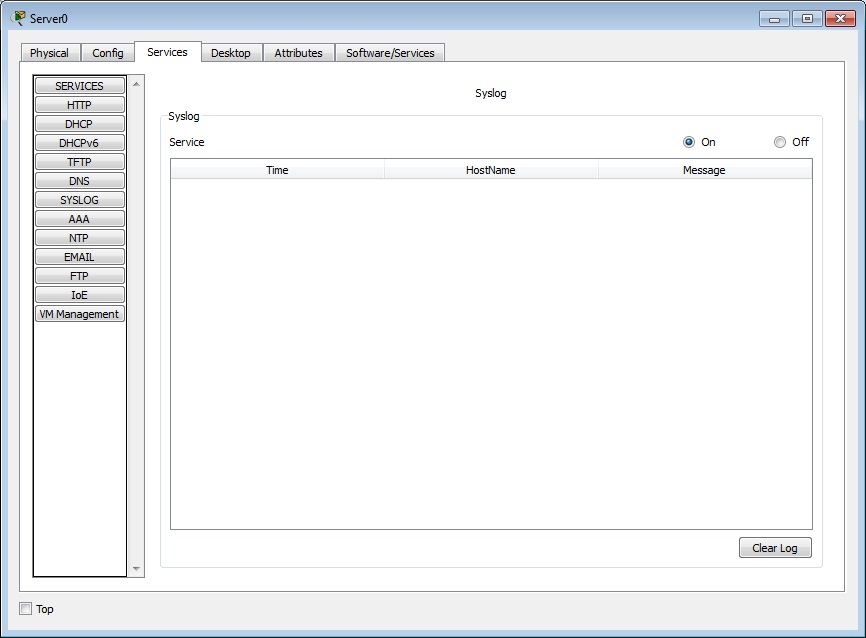 Server0
Physical Config Services Desktop Attributes Software/Services
SERVICES
HTTP
DHCP
DHCPv6
TFTP
DNS
SYSLOG
AAA
NTP
EMAIL
FTP
IoE
VM Management
Syslog
Syslog
Service On Off
Time HostName Message
Clear Log
Top